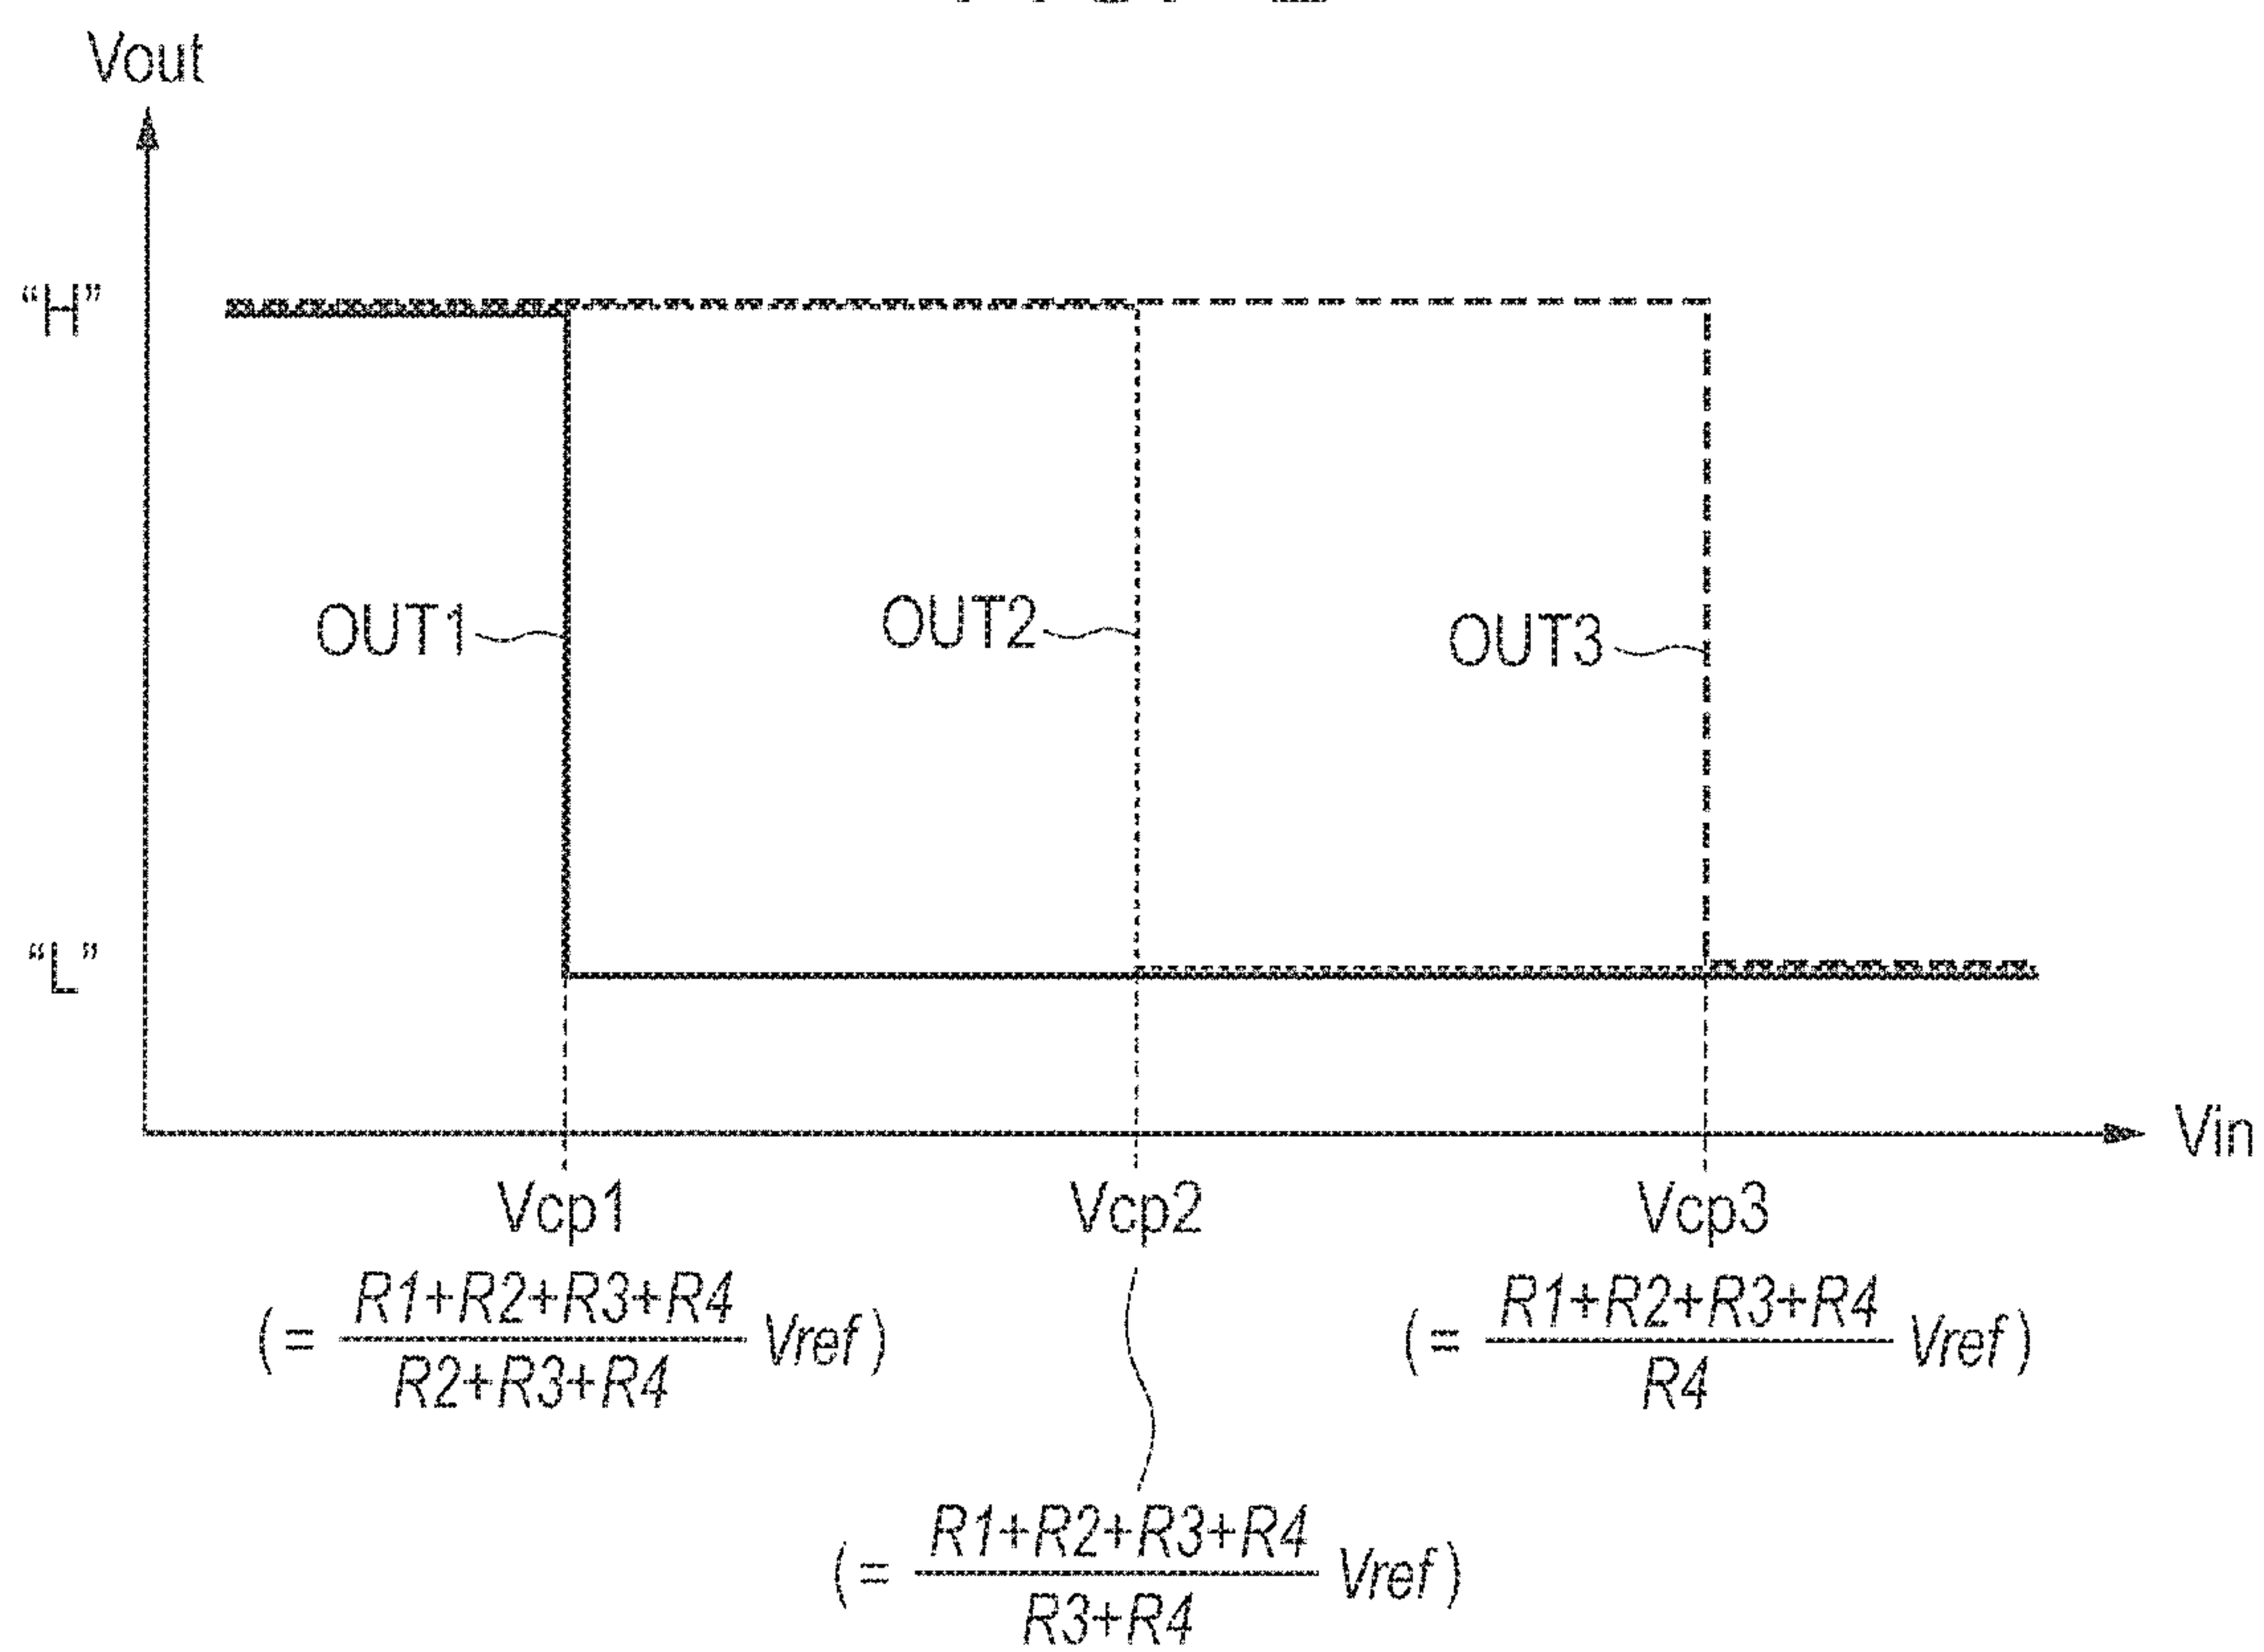 Vout
“H”
OUT1
OUT2
OUT3
“L”
Vin
Vcp1
Vcp2
Vcp3
(= R1+R2+R3+R4 / R2+R3+R4 Vref)
(= R1+R2+R3+R4 / R4 Vref)
(= R1+R2+R3+R4 / R3+R4 Vref)